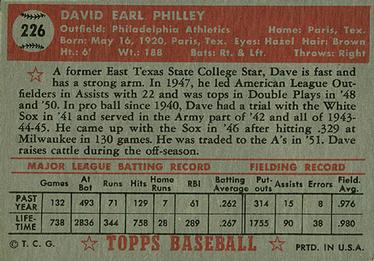 226
DAVID EARL PHILLEY
Outfield: Philadelphia Athletics Home: Paris, Tex.
Born: May 16, 1920, Paris, Tex. Eyes: Hazel Hair: Brown
Ht.: 6' Wt.: 188 Bats: Rt. & Lft. Throws: Right
A former East Texas State College Star, Dave is fast and
has a strong arm. In 1947, he led American League Out-
fielders in Assists with 22 and was tops in Double Plays in '48
and '50. In pro ball since 1940, Dave had a trial with the White
Sox in '41 and served in the Army part of '42 and all of 1943-
44-45. He came up with the Sox in '46 after hitting .329 at
Milwaukee in 130 games. He was traded to the A's in '51. Dave
raises cattle during the off-season.
MAJOR LEAGUE BATTING RECORD FIELDING RECORD
Games At Bat Runs Hits Home Runs RBI Batting Average Put-outs Assists Errors Field. Avg.
PAST YEAR 132 493 71 129 7 61 .262 314 15 8 .976
LIFE-TIME 738 2836 344 758 28 289 .267 1755 90 38 .980
© T. C. G. TOPPS BASEBALL PRTD. IN U.S.A.